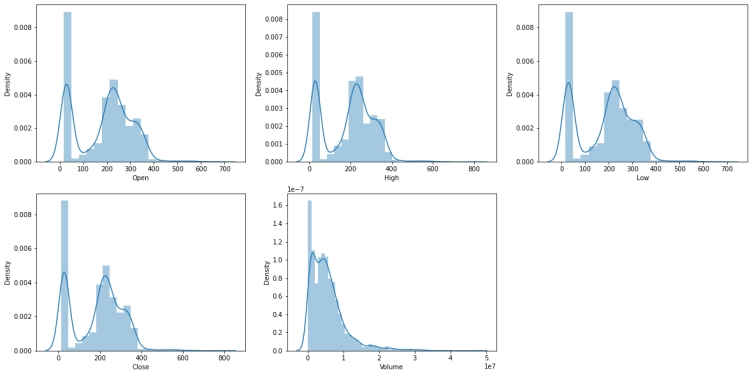 0.008
0.006
0.004
0.002
0.000
Density
0 100 200 300 400 500 600 700
Open
0.008
0.007
0.006
0.005
0.004
0.003
0.002
0.001
0.000
Density
0 200 400 600 800
High
0.008
0.006
0.004
0.002
0.000
Density
0 100 200 300 400 500 600 700
Low
0.008
0.006
0.004
0.002
0.000
Density
0 200 400 600 800
Close
1e-7
1.6
1.4
1.2
1.0
0.8
0.6
0.4
0.2
0.0
Density
0 1 2 3 4 5
1e7
Volume